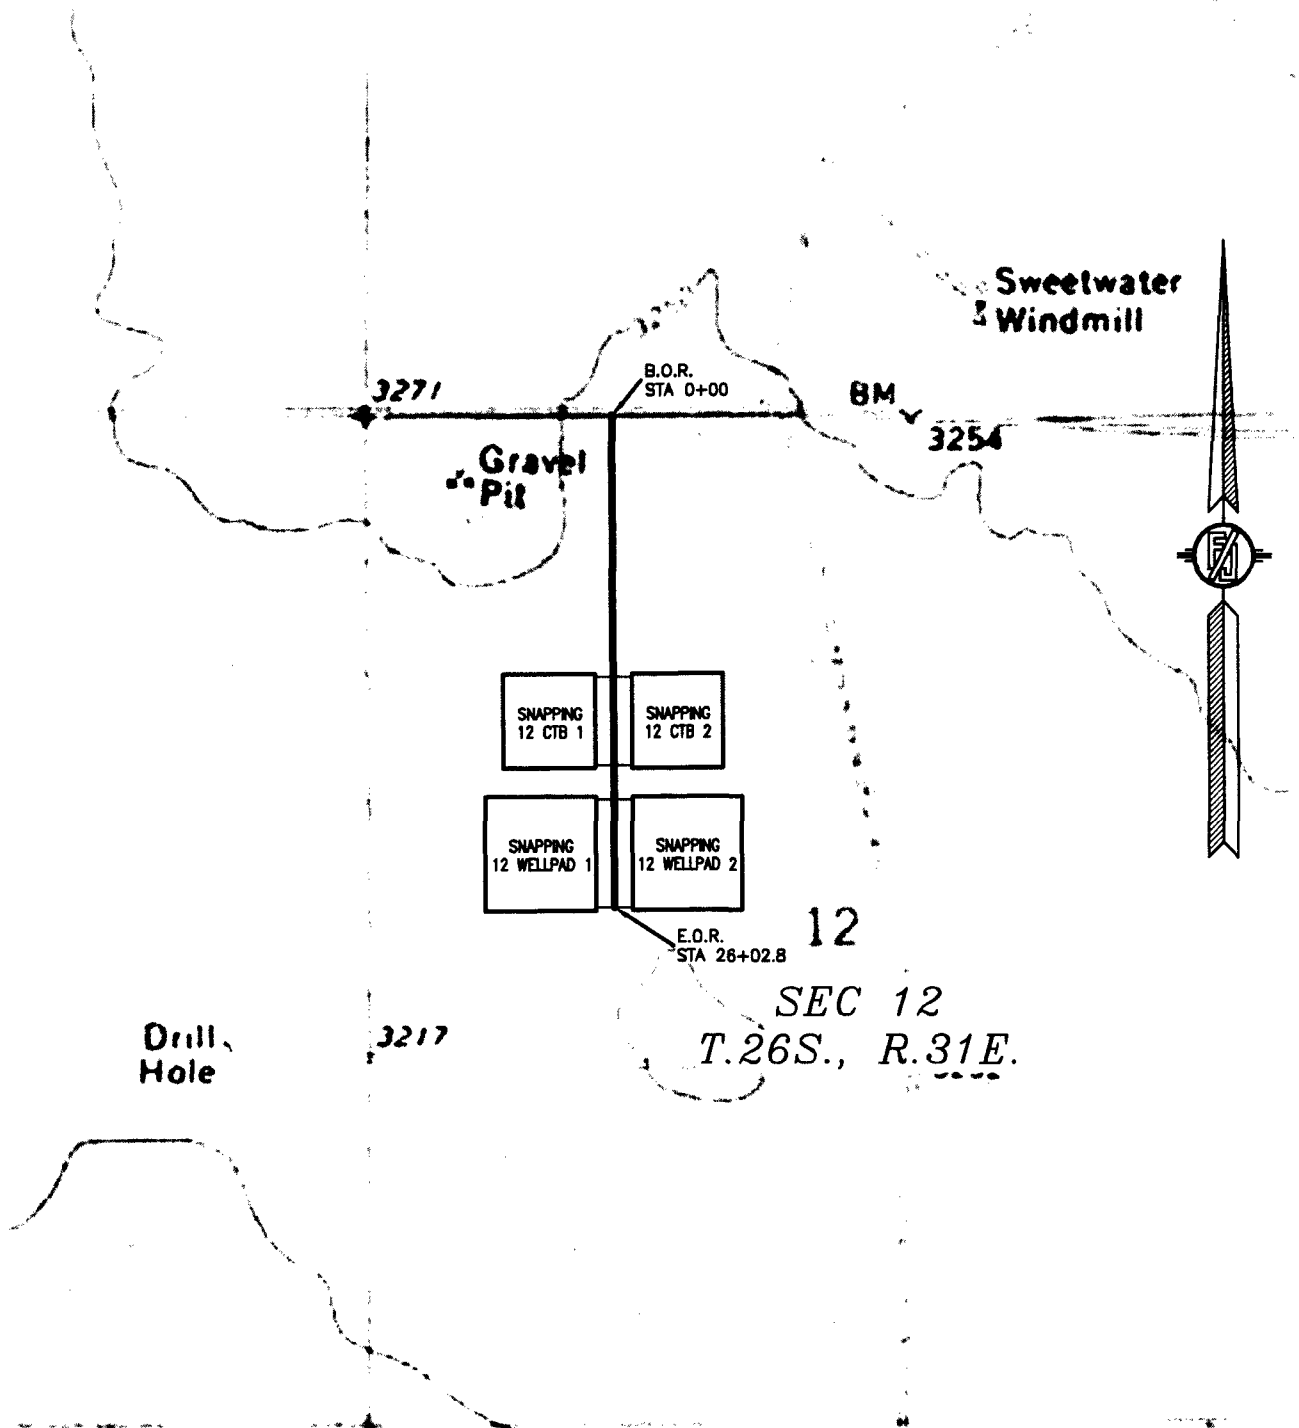 Sweetwater
Windmill
B.O.R.
STA 0+00
3271
BM
3254
Gravel
Pit
SNAPPING
12 CTB 1
SNAPPING
12 CTB 2
SNAPPING
12 WELLPAD 1
SNAPPING
12 WELLPAD 2
E.O.R.
STA 26+02.8
12
SEC 12
T.26S., R.31E.
Drill
Hole
3217